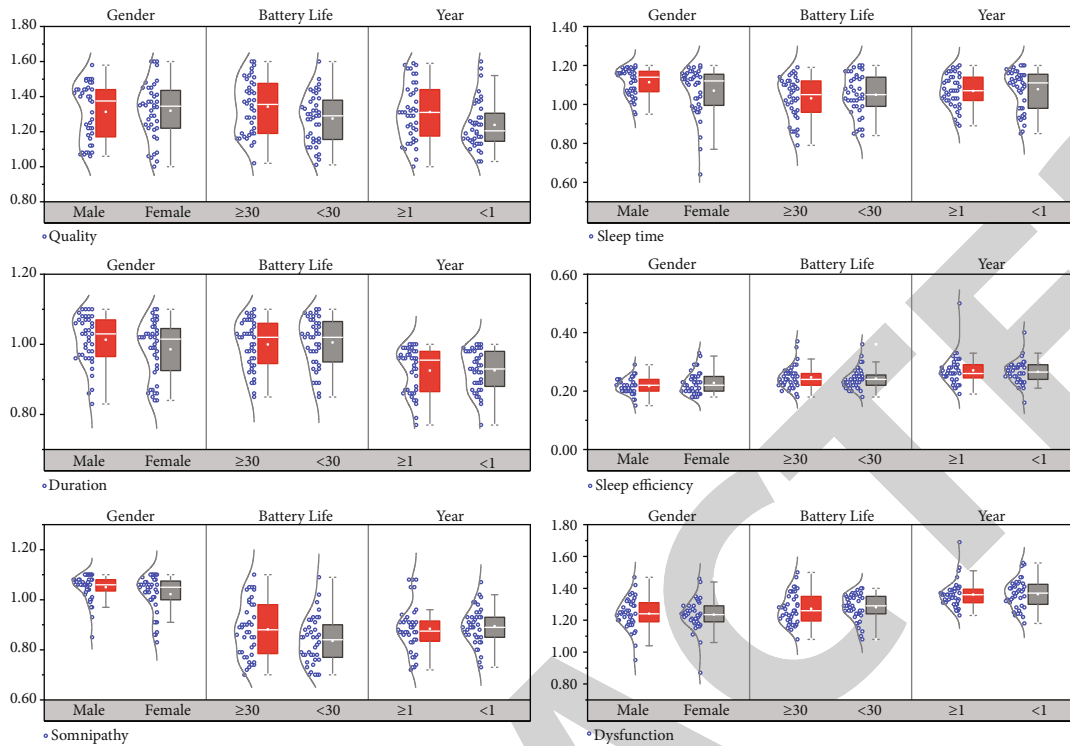 Gender Battery Life Year
1.80
1.60
1.40
1.20
1.00
0.80
Male Female ≥30 <30 ≥1 <1
Quality
Gender Battery Life Year
1.40
1.20
1.00
0.80
0.60
Male Female ≥30 <30 ≥1 <1
Sleep time
Gender Battery Life Year
1.20
1.00
0.80
Male Female ≥30 <30 ≥1 <1
Duration
Gender Battery Life Year
0.60
0.40
0.20
0.00
Male Female ≥30 <30 ≥1 <1
Sleep efficiency
Gender Battery Life Year
1.20
1.00
0.80
0.60
Male Female ≥30 <30 ≥1 <1
Somnipathy
Gender Battery Life Year
1.80
1.60
1.40
1.20
1.00
0.80
Male Female ≥30 <30 ≥1 <1
Dysfunction
ACTE